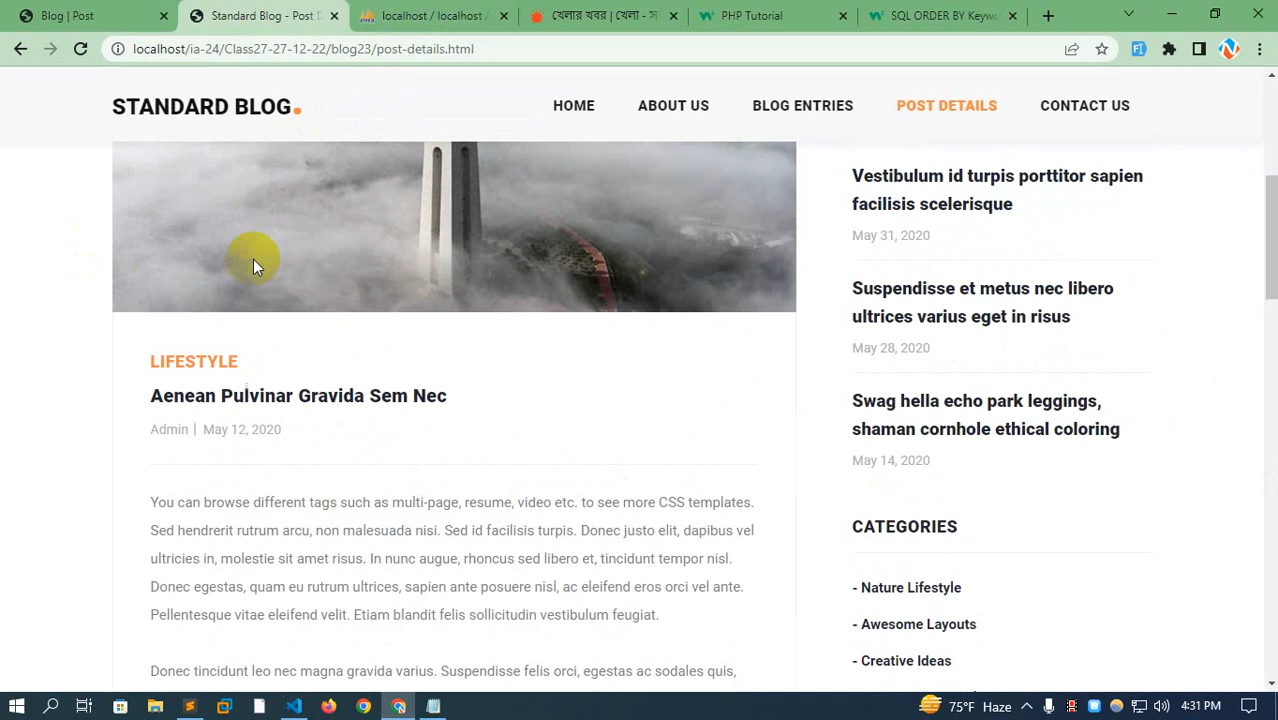 Blog | Post
Standard Blog - Post D
localhost / localhost /
খেলার খবর | খেলা - স
PHP Tutorial
SQL ORDER BY Keywo
localhost/ia-24/Class27-27-12-22/blog23/post-details.html
STANDARD BLOG.
HOME
ABOUT US
BLOG ENTRIES
POST DETAILS
CONTACT US
LIFESTYLE
Aenean Pulvinar Gravida Sem Nec
Admin | May 12, 2020
You can browse different tags such as multi-page, resume, video etc. to see more CSS templates.
Sed hendrerit rutrum arcu, non malesuada nisi. Sed id facilisis turpis. Donec justo elit, dapibus vel
ultricies in, molestie sit amet risus. In nunc augue, rhoncus sed libero et, tincidunt tempor nisl.
Donec egestas, quam eu rutrum ultrices, sapien ante posuere nisl, ac eleifend eros orci vel ante.
Pellentesque vitae eleifend velit. Etiam blandit felis sollicitudin vestibulum feugiat.
Donec tincidunt leo nec magna gravida varius. Suspendisse felis orci, egestas ac sodales quis,
Vestibulum id turpis porttitor sapien
facilisis scelerisque
May 31, 2020
Suspendisse et metus nec libero
ultrices varius eget in risus
May 28, 2020
Swag hella echo park leggings,
shaman cornhole ethical coloring
May 14, 2020
CATEGORIES
- Nature Lifestyle
- Awesome Layouts
- Creative Ideas
75°F Haze
4:31 PM